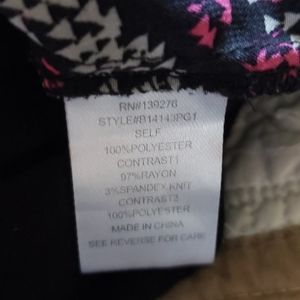 RN#139276
STYLE#B14143PG1
SELF
100%POLYESTER
CONTRAST1
97%RAYON
3%SPANDEX KNIT
CONTRAST2
100%POLYESTER
MADE IN CHINA
SEE REVERSE FOR CARE